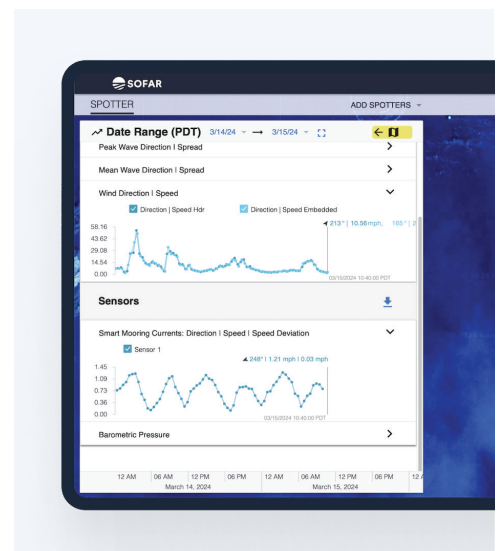 SOFAR
SPOTTER
ADD SPOTTERS
Date Range (PDT) 3/14/24 → 3/15/24
Peak Wave Direction | Spread
Mean Wave Direction | Spread
Wind Direction | Speed
Direction | Speed Hdr Direction | Speed Embedded
213° | 10.56 mph, 165° | 2
58.16
43.62
29.08
14.54
0.00
03/15/2024 10:40:00 PDT
Sensors
Smart Mooring Currents: Direction | Speed | Speed Deviation
Sensor 1
248° | 1.21 mph | 0.03 mph
1.45
1.09
0.73
0.36
0.00
03/15/2024 10:40:00 PDT
Barometric Pressure
12 AM 06 AM 12 PM 06 PM 12 AM 06 AM 12 PM 06 PM 12
March 14, 2024 March 15, 2024